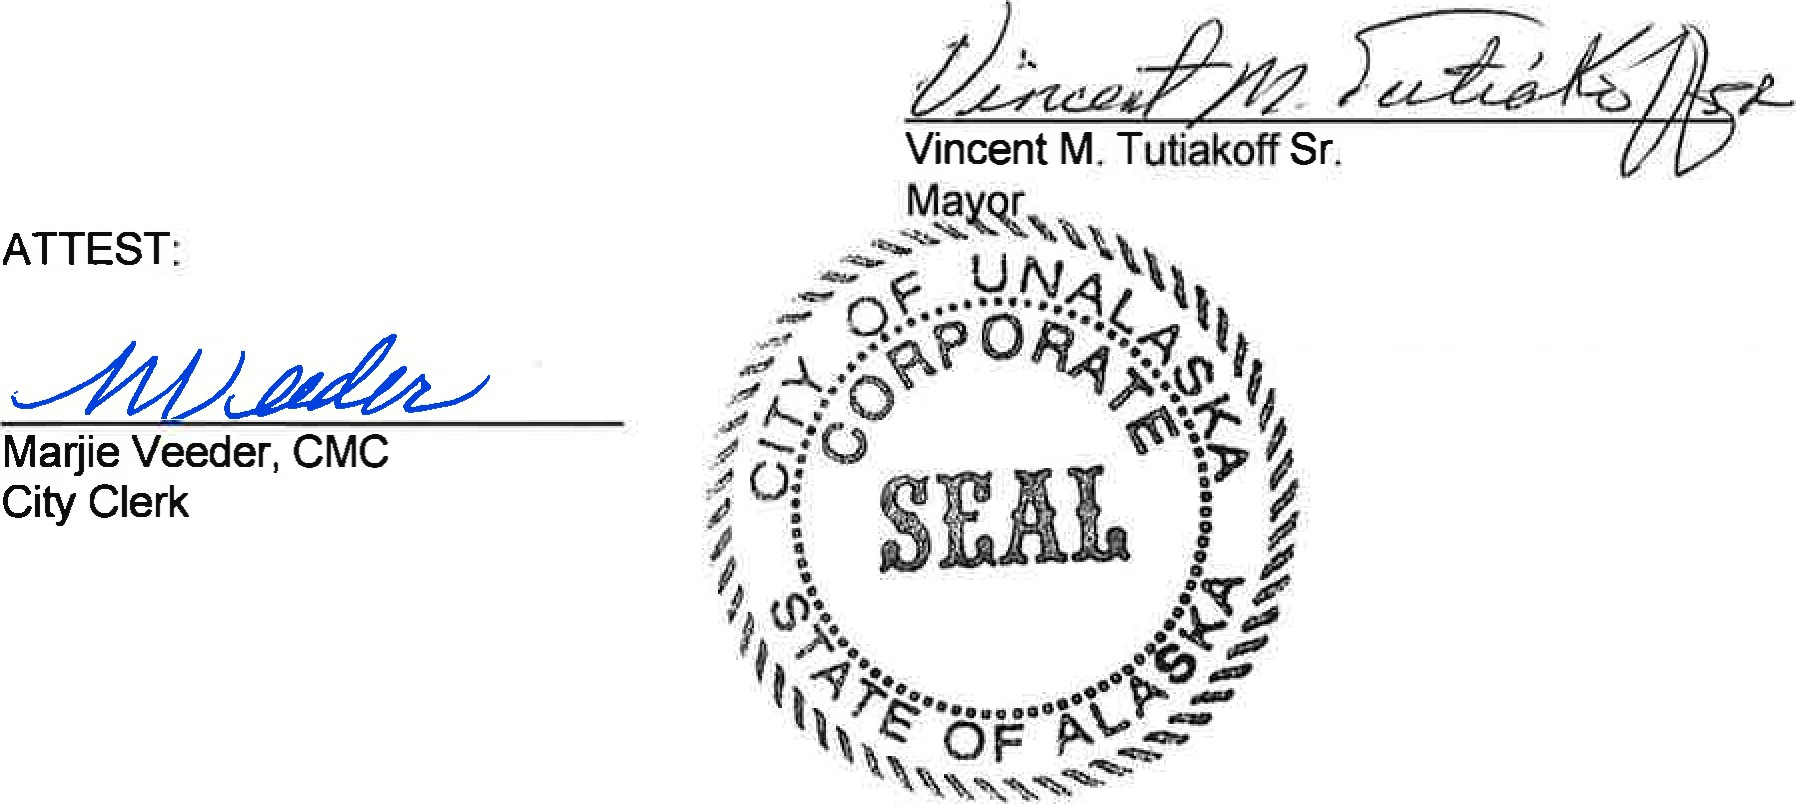 Vincent M. Tutiakoff SR
Vincent M. Tutiakoff Sr.
Mayor
ATTEST:
MVeeder
Marjie Veeder, CMC
City Clerk
CITY OF UNALASKA
CORPORATE
SEAL
STATE OF ALASKA